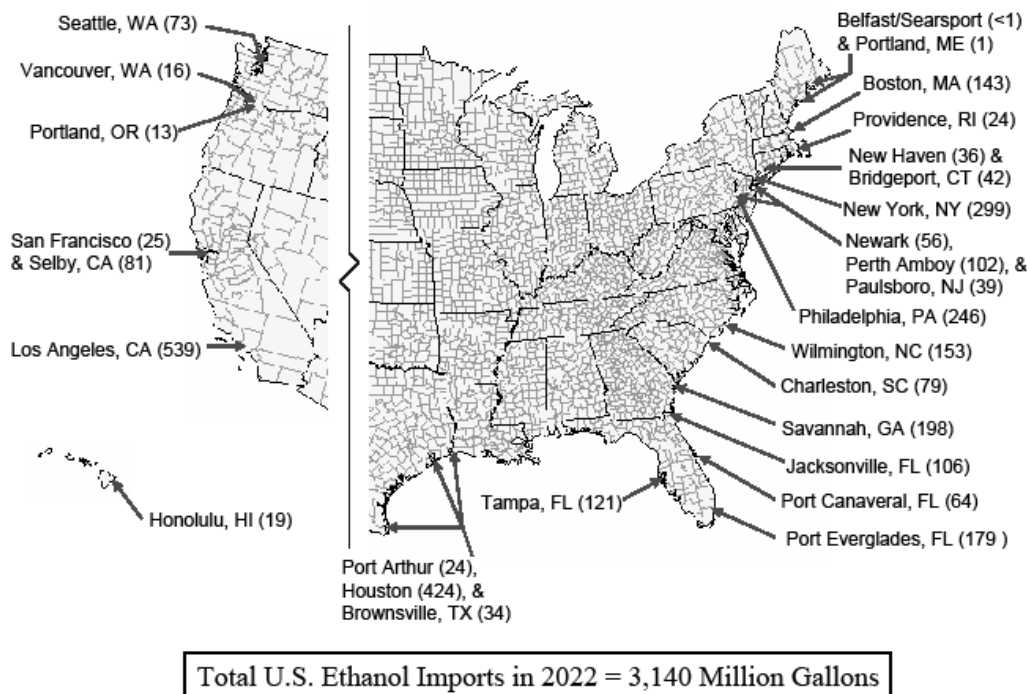 Seattle, WA (73)
Vancouver, WA (16)
Portland, OR (13)
San Francisco (25)
& Selby, CA (81)
Los Angeles, CA (539)
Honolulu, HI (19)
Belfast/Searsport (<1)
& Portland, ME (1)
Boston, MA (143)
Providence, RI (24)
New Haven (36) &
Bridgeport, CT (42)
New York, NY (299)
Newark (56),
Perth Amboy (102), &
Paulsboro, NJ (39)
Philadelphia, PA (246)
Wilmington, NC (153)
Charleston, SC (79)
Savannah, GA (198)
Jacksonville, FL (106)
Port Canaveral, FL (64)
Port Everglades, FL (179 )
Tampa, FL (121)
Port Arthur (24),
Houston (424), &
Brownsville, TX (34)
Total U.S. Ethanol Imports in 2022 = 3,140 Million Gallons